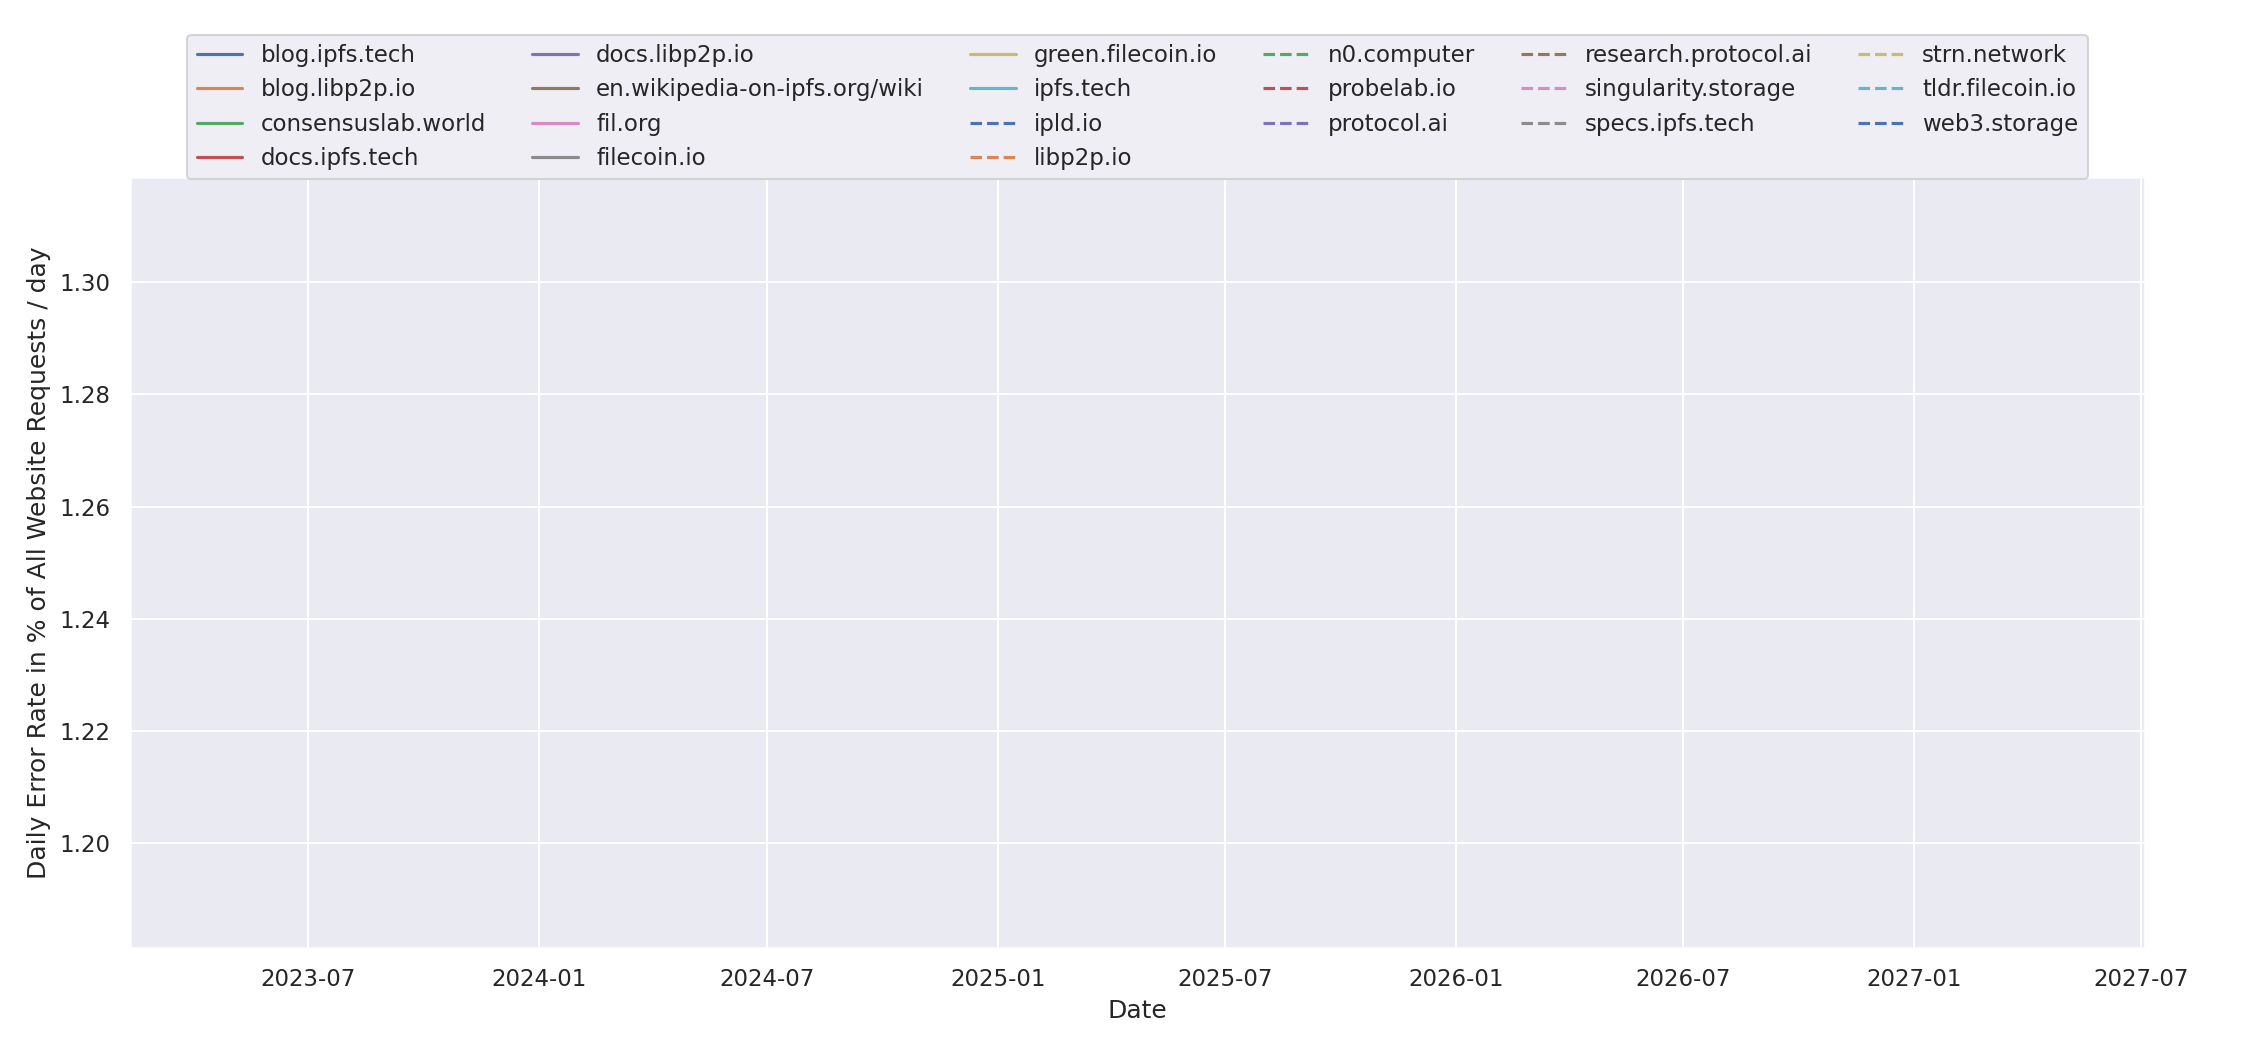 blog.ipfs.tech
blog.libp2p.io
consensuslab.world
docs.ipfs.tech
docs.libp2p.io
en.wikipedia-on-ipfs.org/wiki
fil.org
filecoin.io
green.filecoin.io
ipfs.tech
ipld.io
libp2p.io
n0.computer
probelab.io
protocol.ai
research.protocol.ai
singularity.storage
specs.ipfs.tech
strn.network
tldr.filecoin.io
web3.storage
Daily Error Rate in % of All Website Requests / day
1.30
1.28
1.26
1.24
1.22
1.20
2023-07
2024-01
2024-07
2025-01
2025-07
2026-01
2026-07
2027-01
2027-07
Date